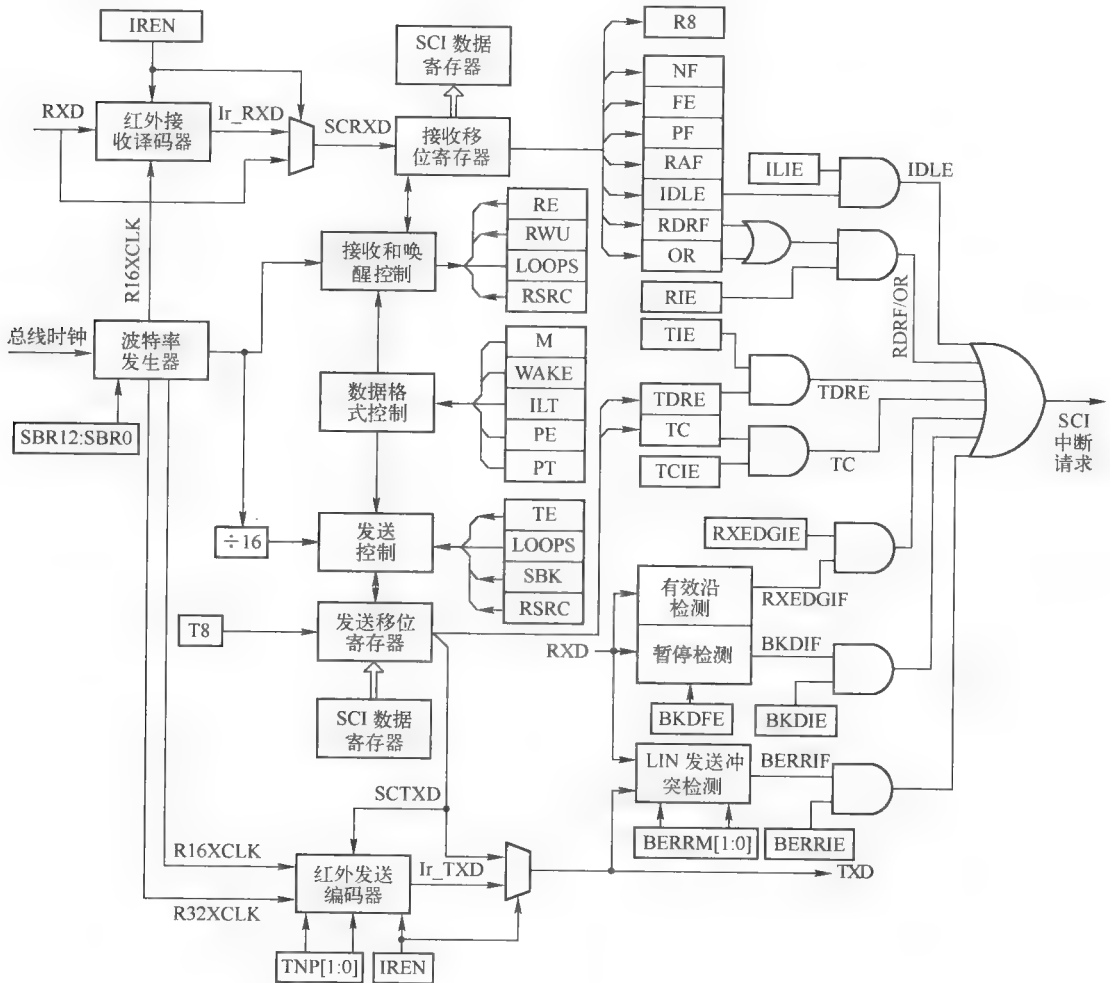 IREN
SCI 数据
寄存器
R8
NF
FE
PF
RAF
IDLE
RDRF
OR
RXD
红外接
收译码器
Ir_RXD
SCRXD
接收移
位寄存器
ILIE
IDLE
R16XCLK
接收和唤
醒控制
RE
RWU
LOOPS
RSRC
RIE
RDRF/OR
总线时钟
波特率
发生器
SBR12:SBR0
数据格
式控制
M
WAKE
ILT
PE
PT
TIE
TDRE
TC
TCIE
TDRE
TC
SCI
中断
请求
÷16
发送
控制
TE
LOOPS
SBK
RSRC
RXEDGIE
有效沿
检测
RXEDGIF
T8
发送移位
寄存器
RXD
暂停检测
BKDIF
BKDFE
BKDIE
SCI 数据
寄存器
LIN 发送冲
突检测
BERRIF
SCTXD
BERRM[1:0]
BERRIE
R16XCLK
红外发送
编码器
Ir_TXD
TXD
R32XCLK
TNP[1:0]
IREN